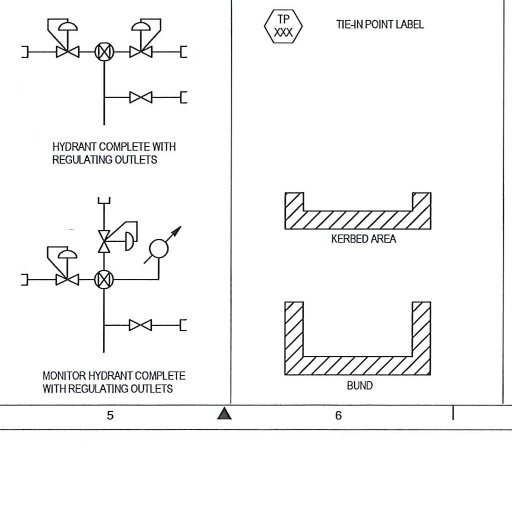 TP
XXX
TIE-IN POINT LABEL
HYDRANT COMPLETE WITH
REGULATING OUTLETS
KERBED AREA
MONITOR HYDRANT COMPLETE
WITH REGULATING OUTLETS
BUND
5
6